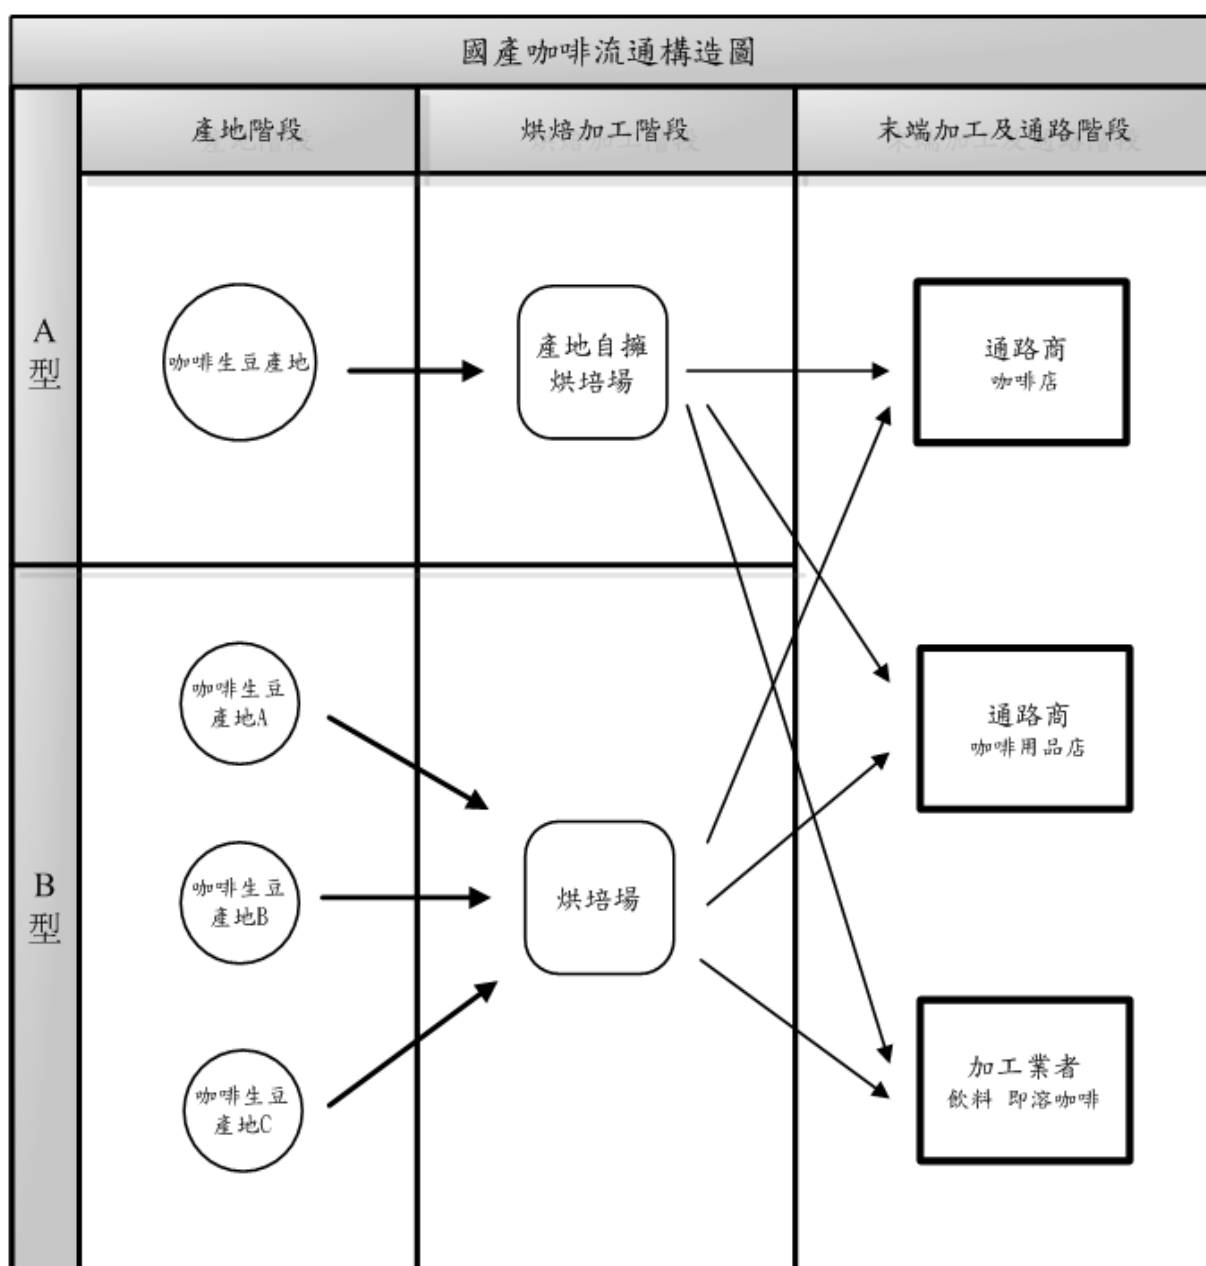 國產咖啡流通構造圖
產地階段
烘焙加工階段
末端加工及通路階段
A
型
咖啡生豆產地
產地自擁
烘培場
通路商
咖啡店
B
型
咖啡生豆
產地A
咖啡生豆
產地B
咖啡生豆
產地C
烘培場
通路商
咖啡用品店
加工業者
飲料 即溶咖啡